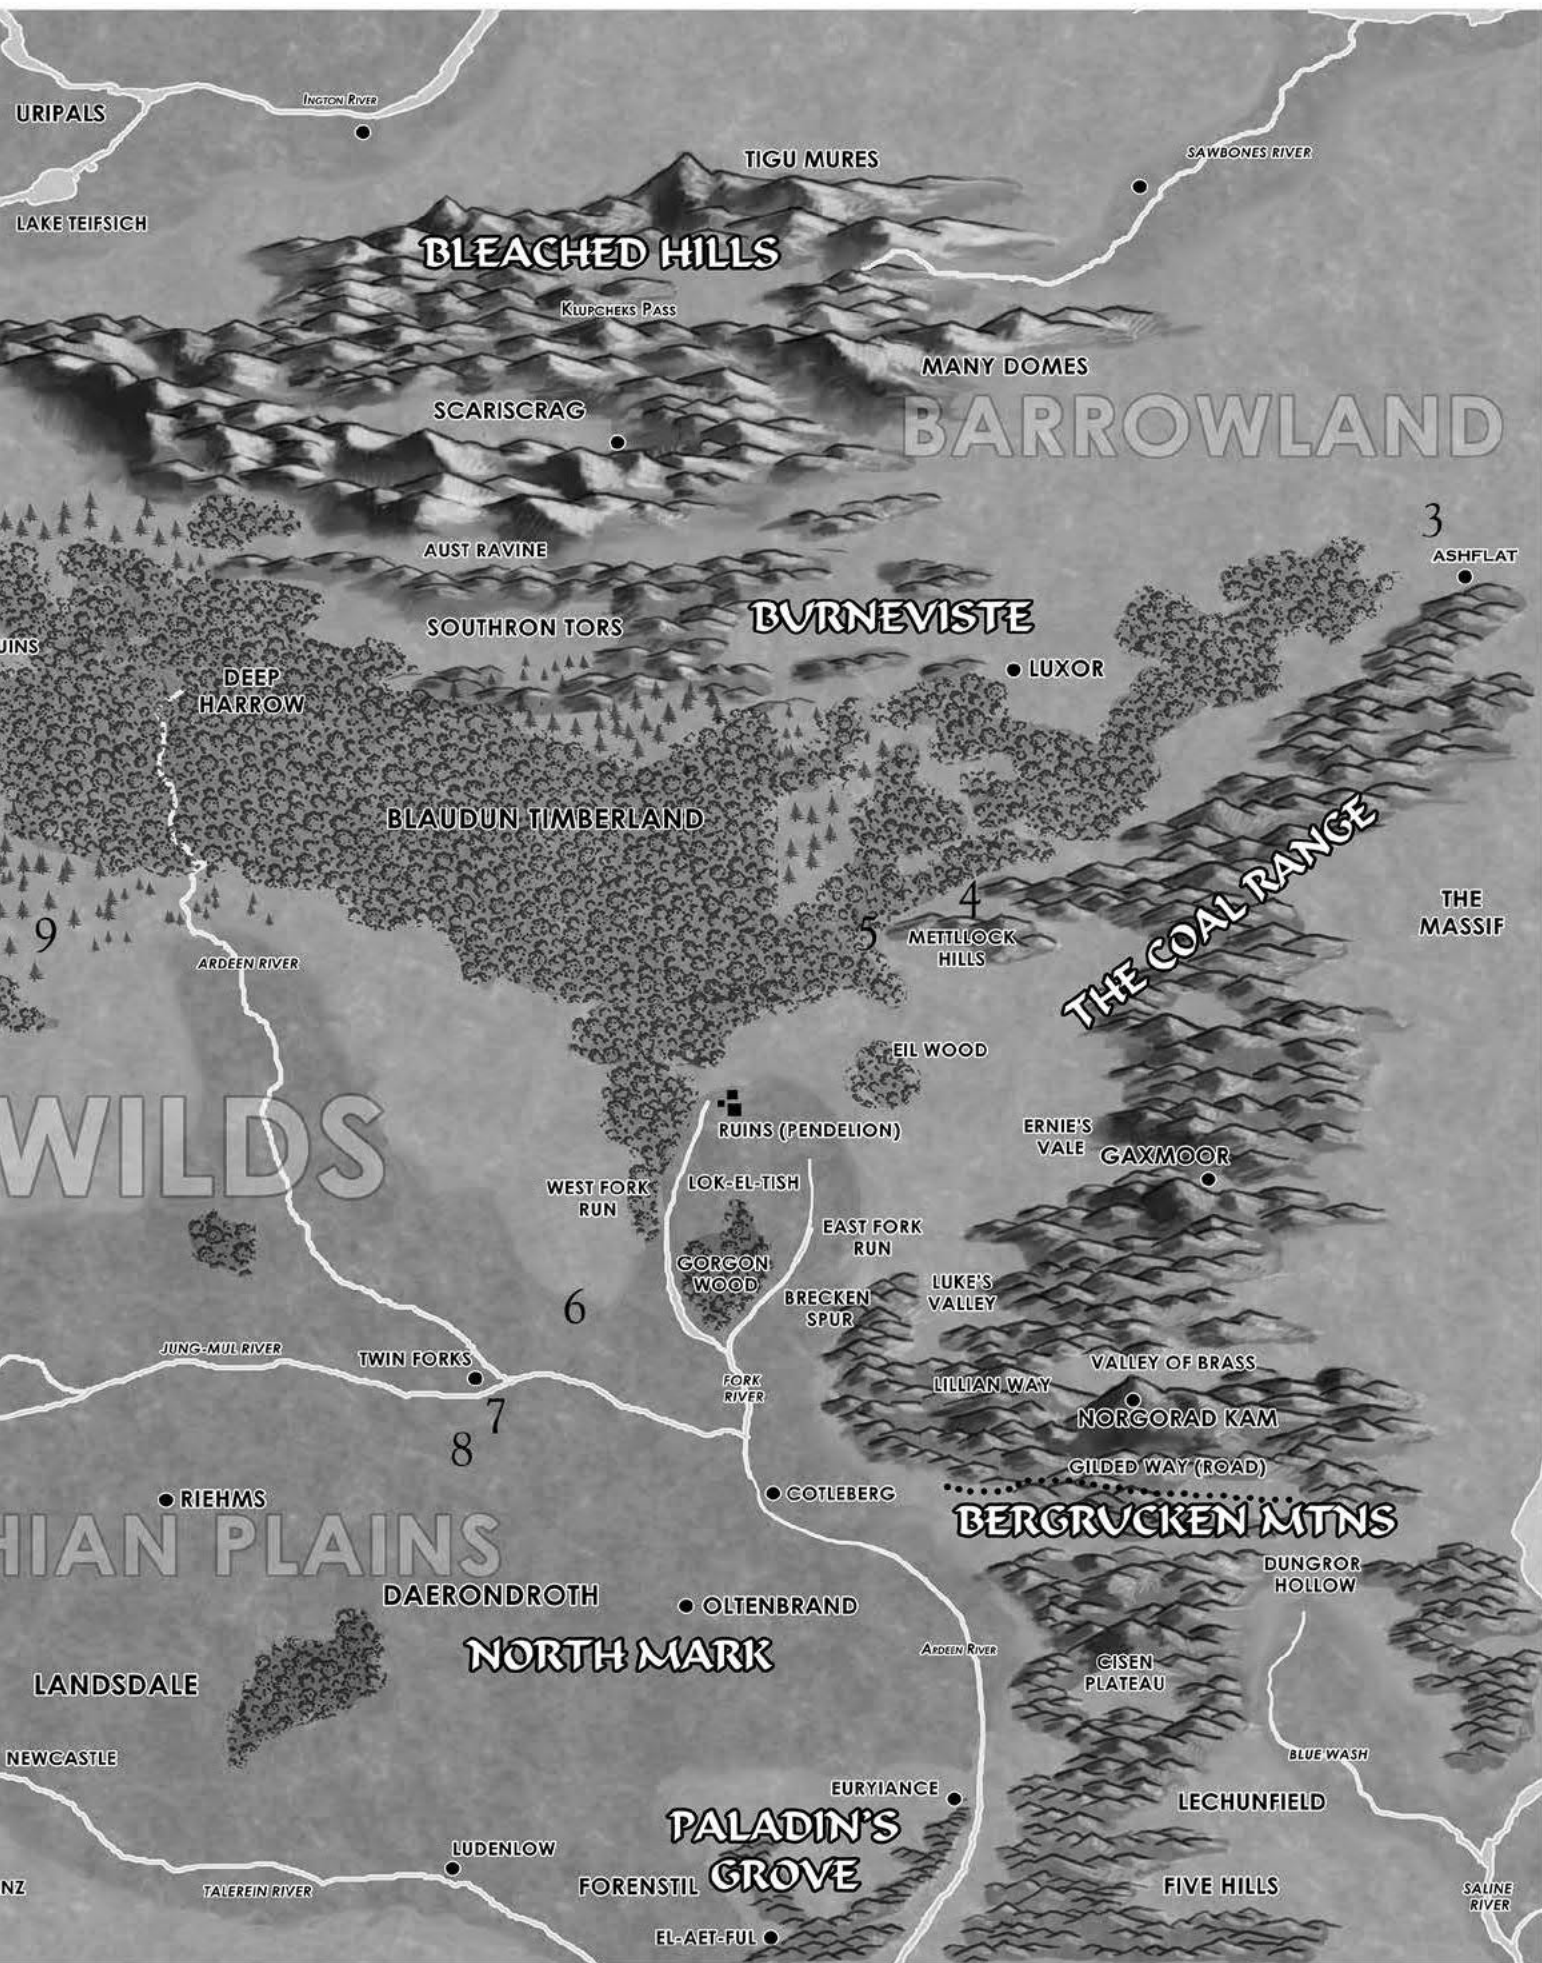 INGTON RIVER
URIPALS
SAWBONES RIVER
TIGU MURES
LAKE TEIFSICH
BLEACHED HILLS
KLUPCHEKS PASS
MANY DOMES
SCARISCRAG
BARROWLAND
3
ASHFLAT
AUST RAVINE
BURNEVISTE
SOUTHRON TORS
UINS
LUXOR
DEEP
HARROW
BLAUDUN TIMBERLAND
THE COAL RANGE
THE
MASSIF
4
5
9
METTLLOCK
HILLS
ARDEEN RIVER
EIL WOOD
WILDS
RUINS (PENDELION)
ERNIE'S
VALE
GAXMOOR
LOK-EL-TISH
WEST FORK
RUN
EAST FORK
RUN
GORGON
WOOD
LUKE'S
VALLEY
BRECKEN
SPUR
6
JUNG-MUL RIVER
TWIN FORKS
VALLEY OF BRASS
FORK
RIVER
LILLIAN WAY
7
NORGORAD KAM
8
GILDED WAY (ROAD)
RIEHMS
COTLEBERG
BERGRUCKEN MTNS
HIAN PLAINS
DUNGROR
HOLLOW
DAERONDROTH
OLTENBRAND
NORTH MARK
ARDEEN RIVER
CISEN
PLATEAU
LANDSDALE
NEWCASTLE
BLUE WASH
EURYIANCE
LECHUNFIELD
PALADIN'S
GROVE
LUDENLOW
FORENSTIL
FIVE HILLS
NZ
TALEREIN RIVER
SALINE
RIVER
EL-AET-FUL